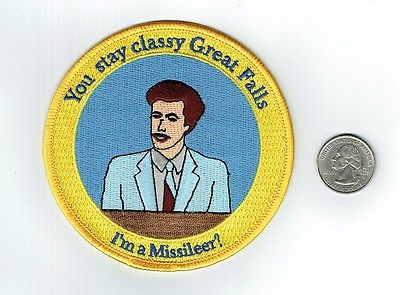 You stay classy Great Falls
I'm a Missileer?